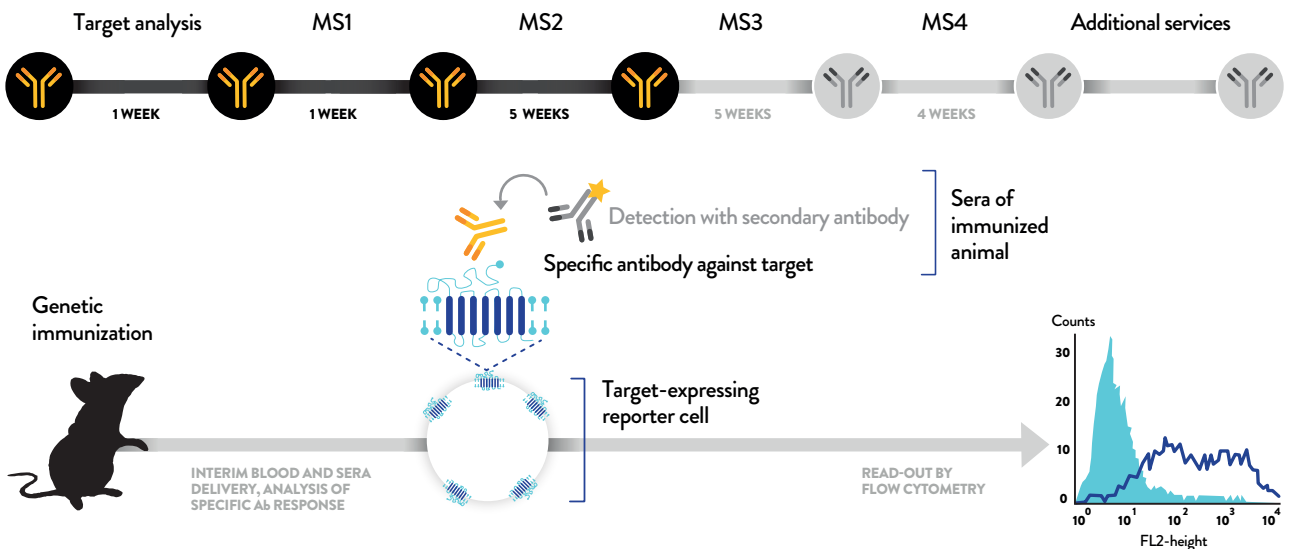 Target analysis
MS1
MS2
MS3
MS4
Additional services
1 WEEK
1 WEEK
5 WEEKS
5 WEEKS
4 WEEKS
Detection with secondary antibody
Specific antibody against target
Sera of
immunized
animal
Genetic
immunization
Target-expressing
reporter cell
INTERIM BLOOD AND SERA
DELIVERY, ANALYSIS OF
SPECIFIC Ab RESPONSE
READ-OUT BY
FLOW CYTOMETRY
Counts
30
20
10
0
10⁰ 10¹ 10² 10³ 10⁴
FL2-height